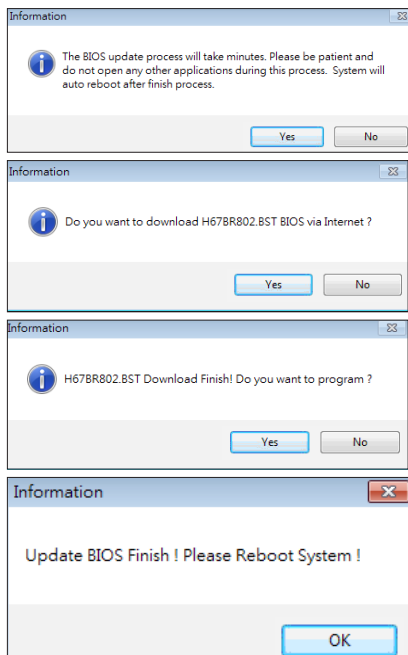 Information
The BIOS update process will take minutes. Please be patient and
do not open any other applications during this process. System will
auto reboot after finish process.
Yes No
Information
Do you want to download H67BR802.BST BIOS via Internet ?
Yes No
Information
H67BR802.BST Download Finish! Do you want to program ?
Yes No
Information
Update BIOS Finish ! Please Reboot System !
OK